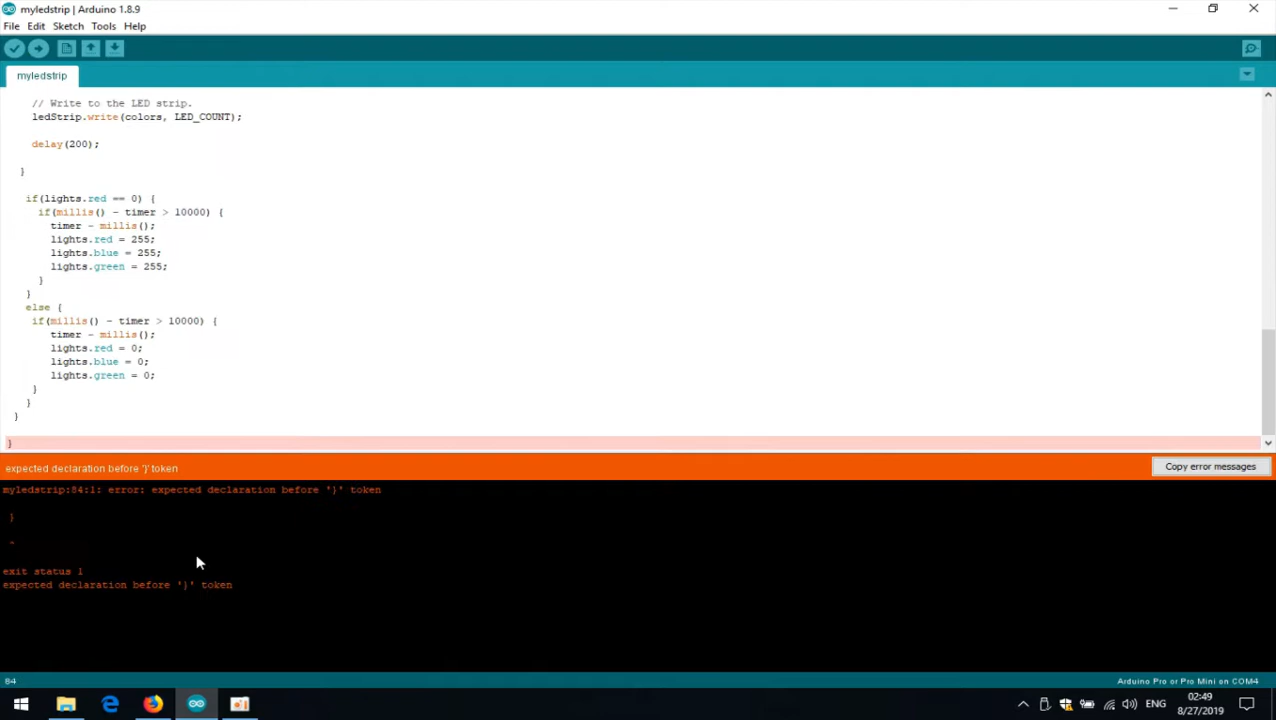 myledstrip | Arduino 1.8.9
File Edit Sketch Tools Help
myledstrip
// Write to the LED strip.
ledStrip.write(colors, LED_COUNT);
delay(200);
}
if(lights.red == 0) {
if(millis() - timer > 10000) {
timer - millis();
lights.red = 255;
lights.blue = 255;
lights.green = 255;
}
}
else {
if(millis() - timer > 10000) {
timer - millis();
lights.red = 0;
lights.blue = 0;
lights.green = 0;
}
}
}
}
expected declaration before '}' token
Copy error messages
myledstrip:84:1: error: expected declaration before '}' token
}
^
exit status 1
expected declaration before '}' token
84
Arduino Pro or Pro Mini on COM4
ENG
02:49
8/27/2019